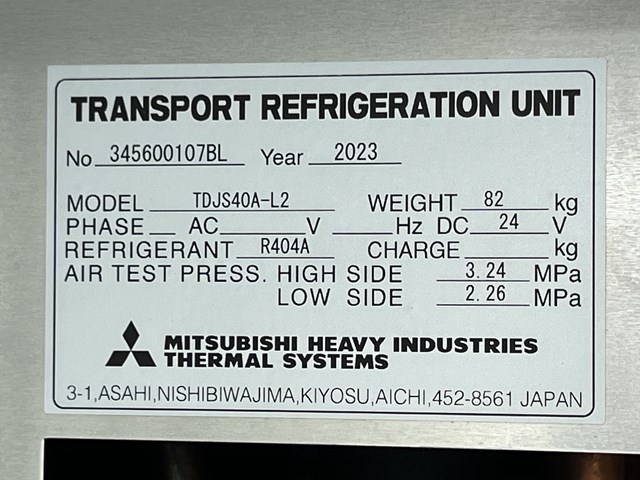 TRANSPORT REFRIGERATION UNIT
No 345600107BL Year 2023
MODEL TDJS40A-L2 WEIGHT 82 kg
PHASE AC V Hz DC 24 V
REFRIGERANT R404A CHARGE kg
AIR TEST PRESS. HIGH SIDE 3.24 MPa
LOW SIDE 2.26 MPa
MITSUBISHI HEAVY INDUSTRIES
THERMAL SYSTEMS
3-1,ASAHI,NISHIBIWAJIMA,KIYOSU,AICHI,452-8561 JAPAN